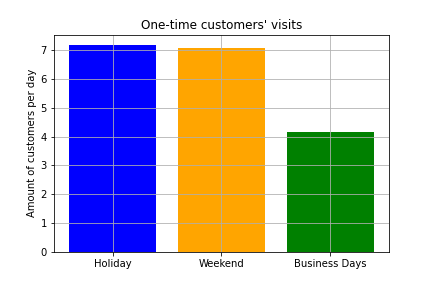 One-time customers' visits
Amount of customers per day
7
6
5
4
3
2
1
0
Holiday
Weekend
Business Days